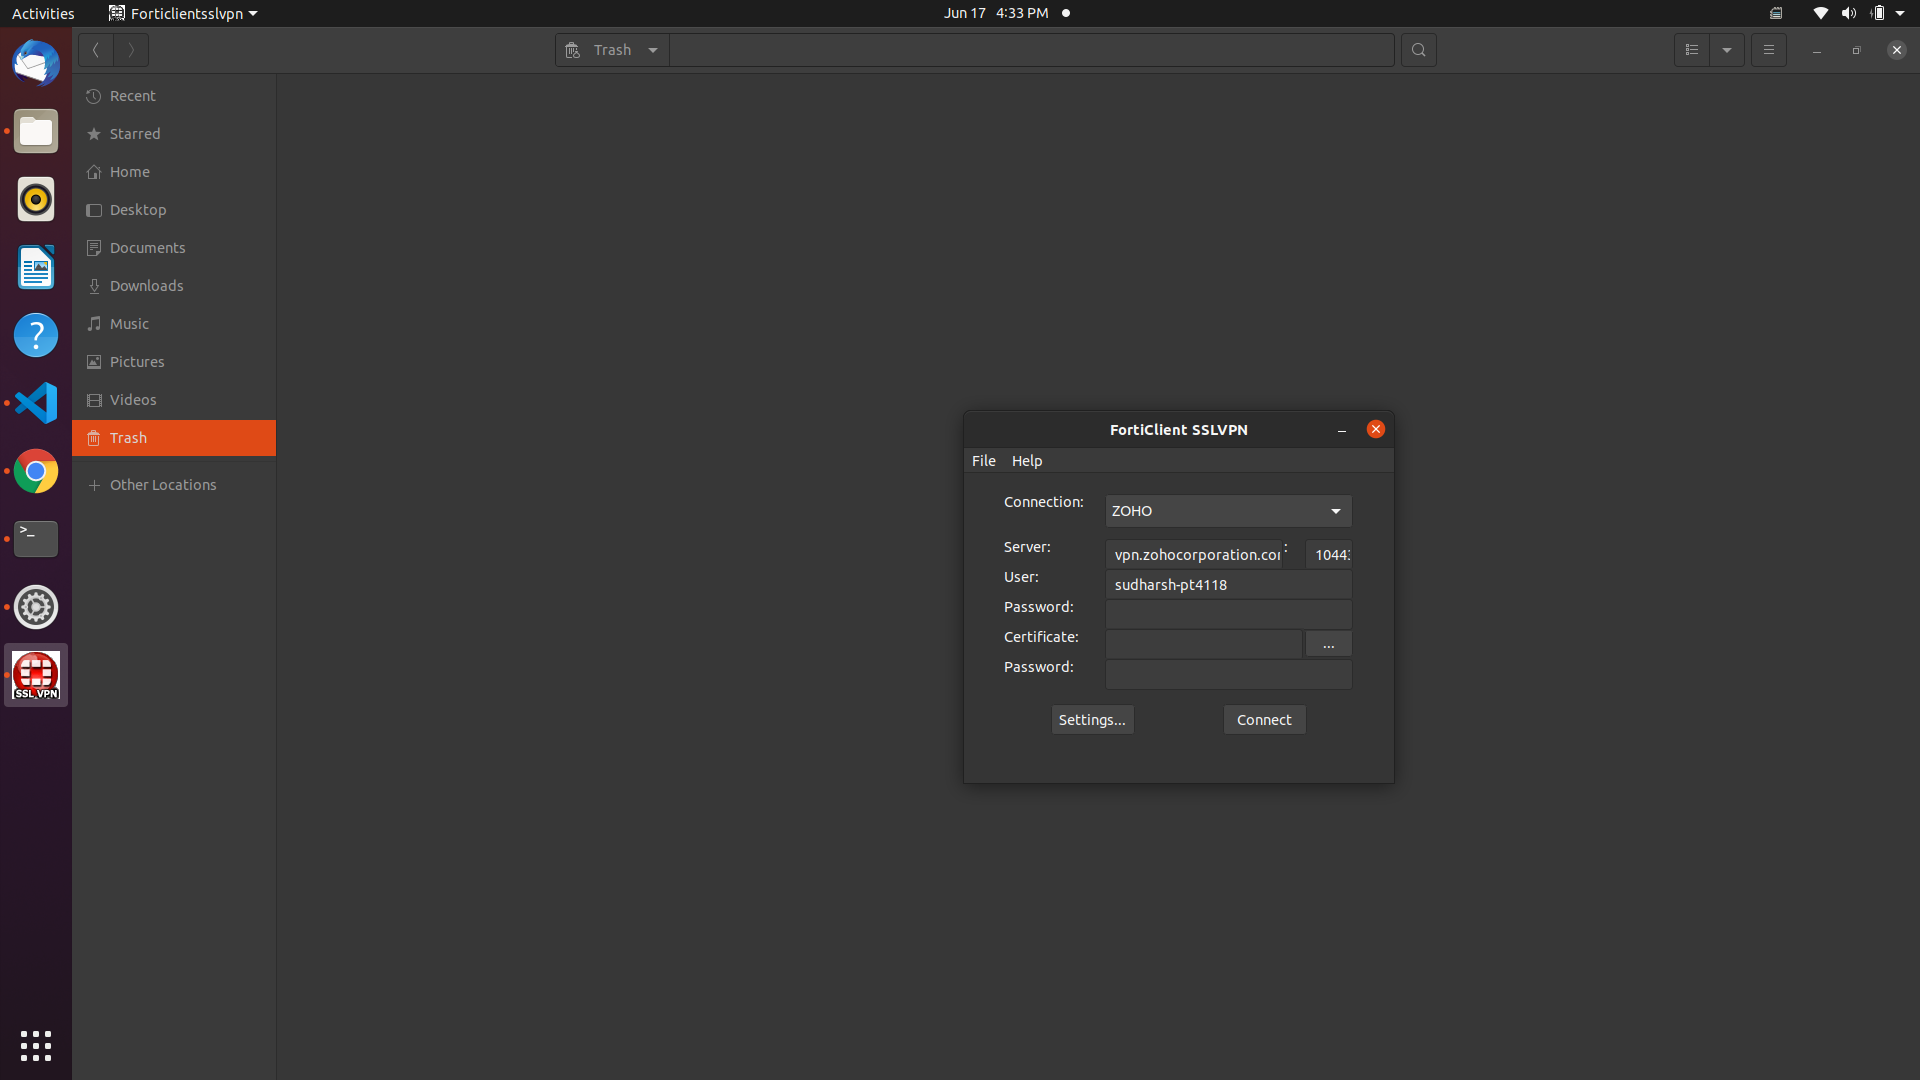 Activities
Forticlientsslvpn
Jun 17 4:33 PM
Trash
Recent
Starred
Home
Desktop
Documents
Downloads
Music
Pictures
Videos
Trash
Other Locations
?
>_
SSL VPN
FortiClient SSLVPN
File Help
Connection: ZOHO
Server: vpn.zohocorporation.co : 1044
User: sudharsh-pt4118
Password:
Certificate: ...
Password:
Settings... Connect